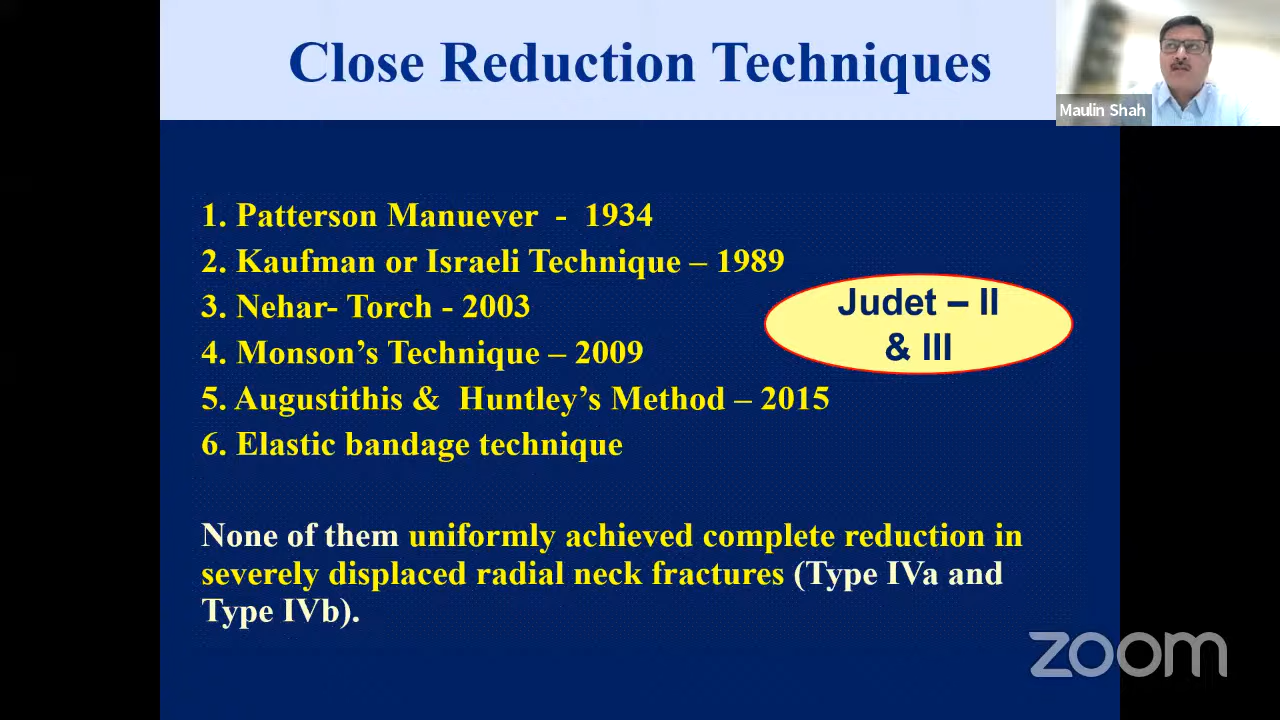 Close Reduction Techniques
Maulin Shah
1. Patterson Manuever - 1934
2. Kaufman or Israeli Technique – 1989
3. Nehar- Torch - 2003
4. Monson's Technique – 2009
5. Augustithis & Huntley's Method – 2015
6. Elastic bandage technique
Judet – II
& III
None of them uniformly achieved complete reduction in
severely displaced radial neck fractures (Type IVa and
Type IVb).
zoom